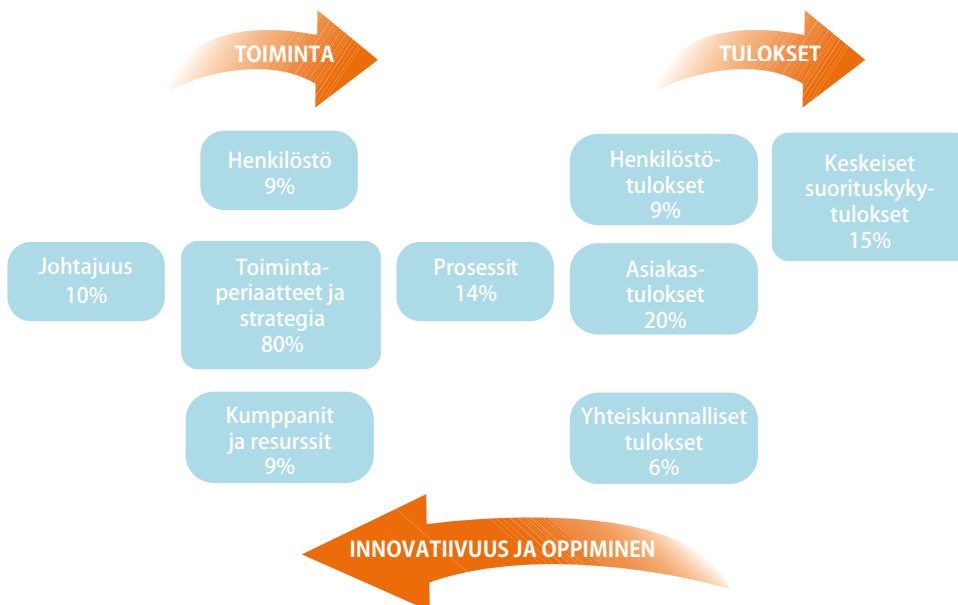 TOIMINTA
TULOKSET
Henkilöstö
9%
Henkilöstö-
tulokset
9%
Keskeiset
suorituskyky-
tulokset
15%
Johtajuus
10%
Toiminta-
periaatteet ja
strategia
80%
Prosessit
14%
Asiakas-
tulokset
20%
Kumppanit
ja resurssit
9%
Yhteiskunnalliset
tulokset
6%
INNOVATIIVUUS JA OPPIMINEN